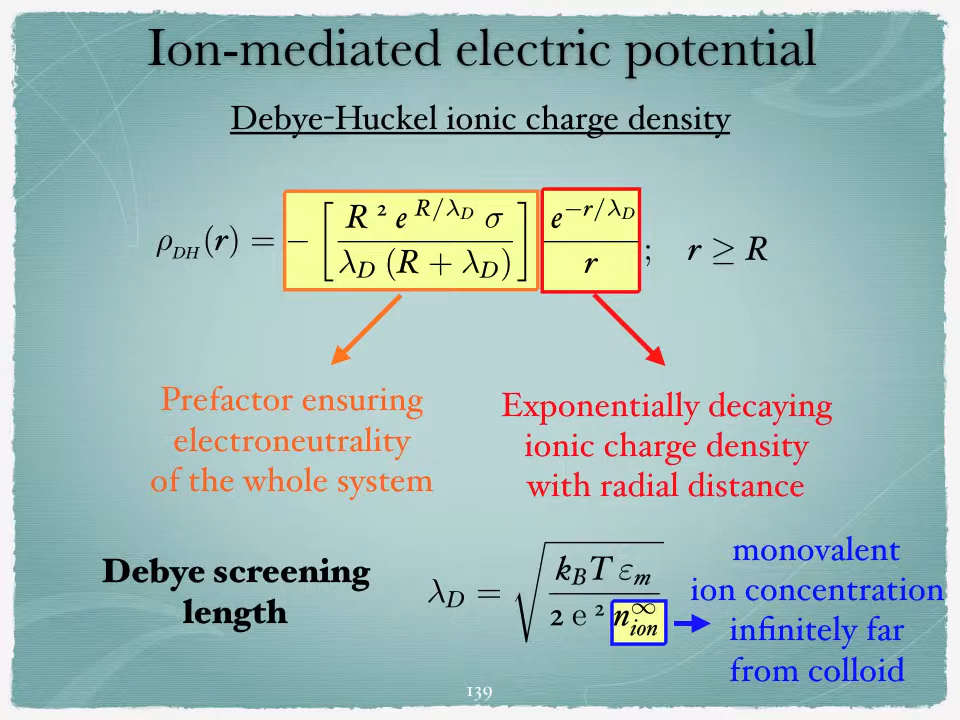 Ion-mediated electric potential
Debye-Huckel ionic charge density
ρ_DH(r) = −[R² e^{R/λ_D} σ / λ_D (R + λ_D)] e^{−r/λ_D} / r ; r ≥ R
Prefactor ensuring
electroneutrality
of the whole system
Exponentially decaying
ionic charge density
with radial distance
Debye screening
length
λ_D = √(k_B T ε_m / 2 e² n_ion^∞)
monovalent
ion concentration
infinitely far
from colloid
139